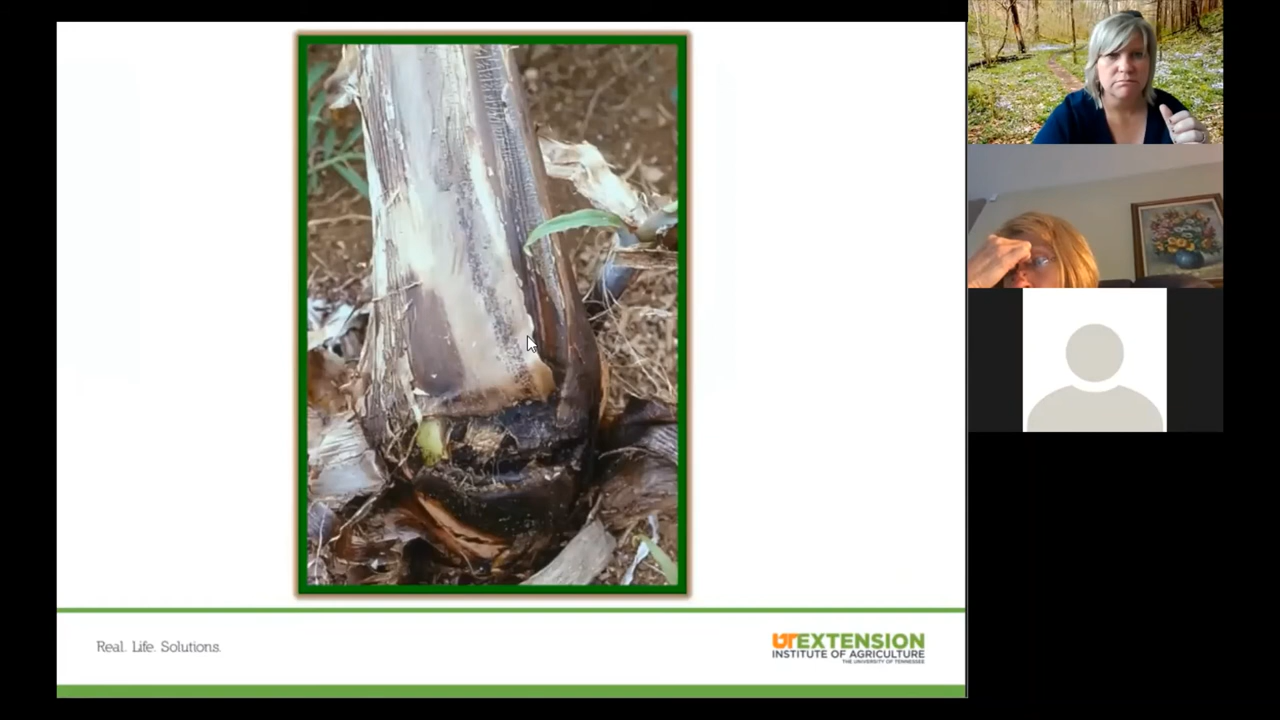 Real. Life. Solutions.
UTEXTENSION
INSTITUTE OF AGRICULTURE
THE UNIVERSITY OF TENNESSEE